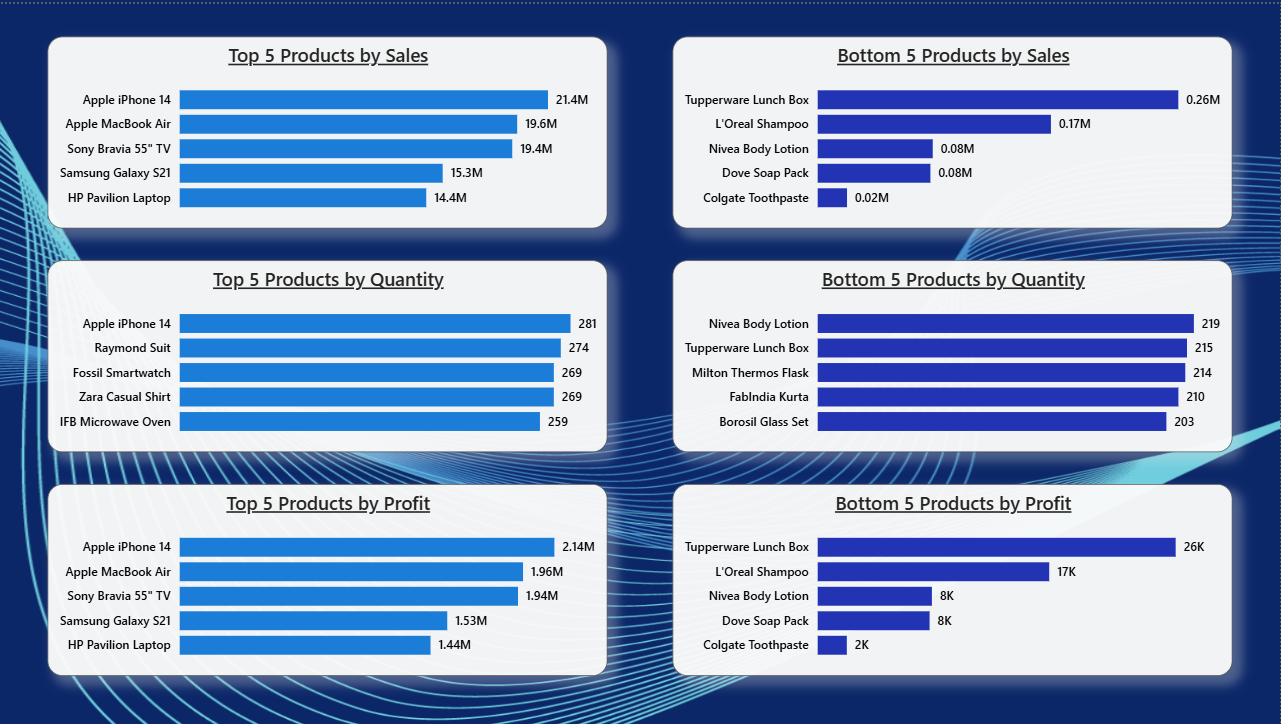 Top 5 Products by Sales
Apple iPhone 14 21.4M
Apple MacBook Air 19.6M
Sony Bravia 55" TV 19.4M
Samsung Galaxy S21 15.3M
HP Pavilion Laptop 14.4M
Bottom 5 Products by Sales
Tupperware Lunch Box 0.26M
L'Oreal Shampoo 0.17M
Nivea Body Lotion 0.08M
Dove Soap Pack 0.08M
Colgate Toothpaste 0.02M
Top 5 Products by Quantity
Apple iPhone 14 281
Raymond Suit 274
Fossil Smartwatch 269
Zara Casual Shirt 269
IFB Microwave Oven 259
Bottom 5 Products by Quantity
Nivea Body Lotion 219
Tupperware Lunch Box 215
Milton Thermos Flask 214
FabIndia Kurta 210
Borosil Glass Set 203
Top 5 Products by Profit
Apple iPhone 14 2.14M
Apple MacBook Air 1.96M
Sony Bravia 55" TV 1.94M
Samsung Galaxy S21 1.53M
HP Pavilion Laptop 1.44M
Bottom 5 Products by Profit
Tupperware Lunch Box 26K
L'Oreal Shampoo 17K
Nivea Body Lotion 8K
Dove Soap Pack 8K
Colgate Toothpaste 2K